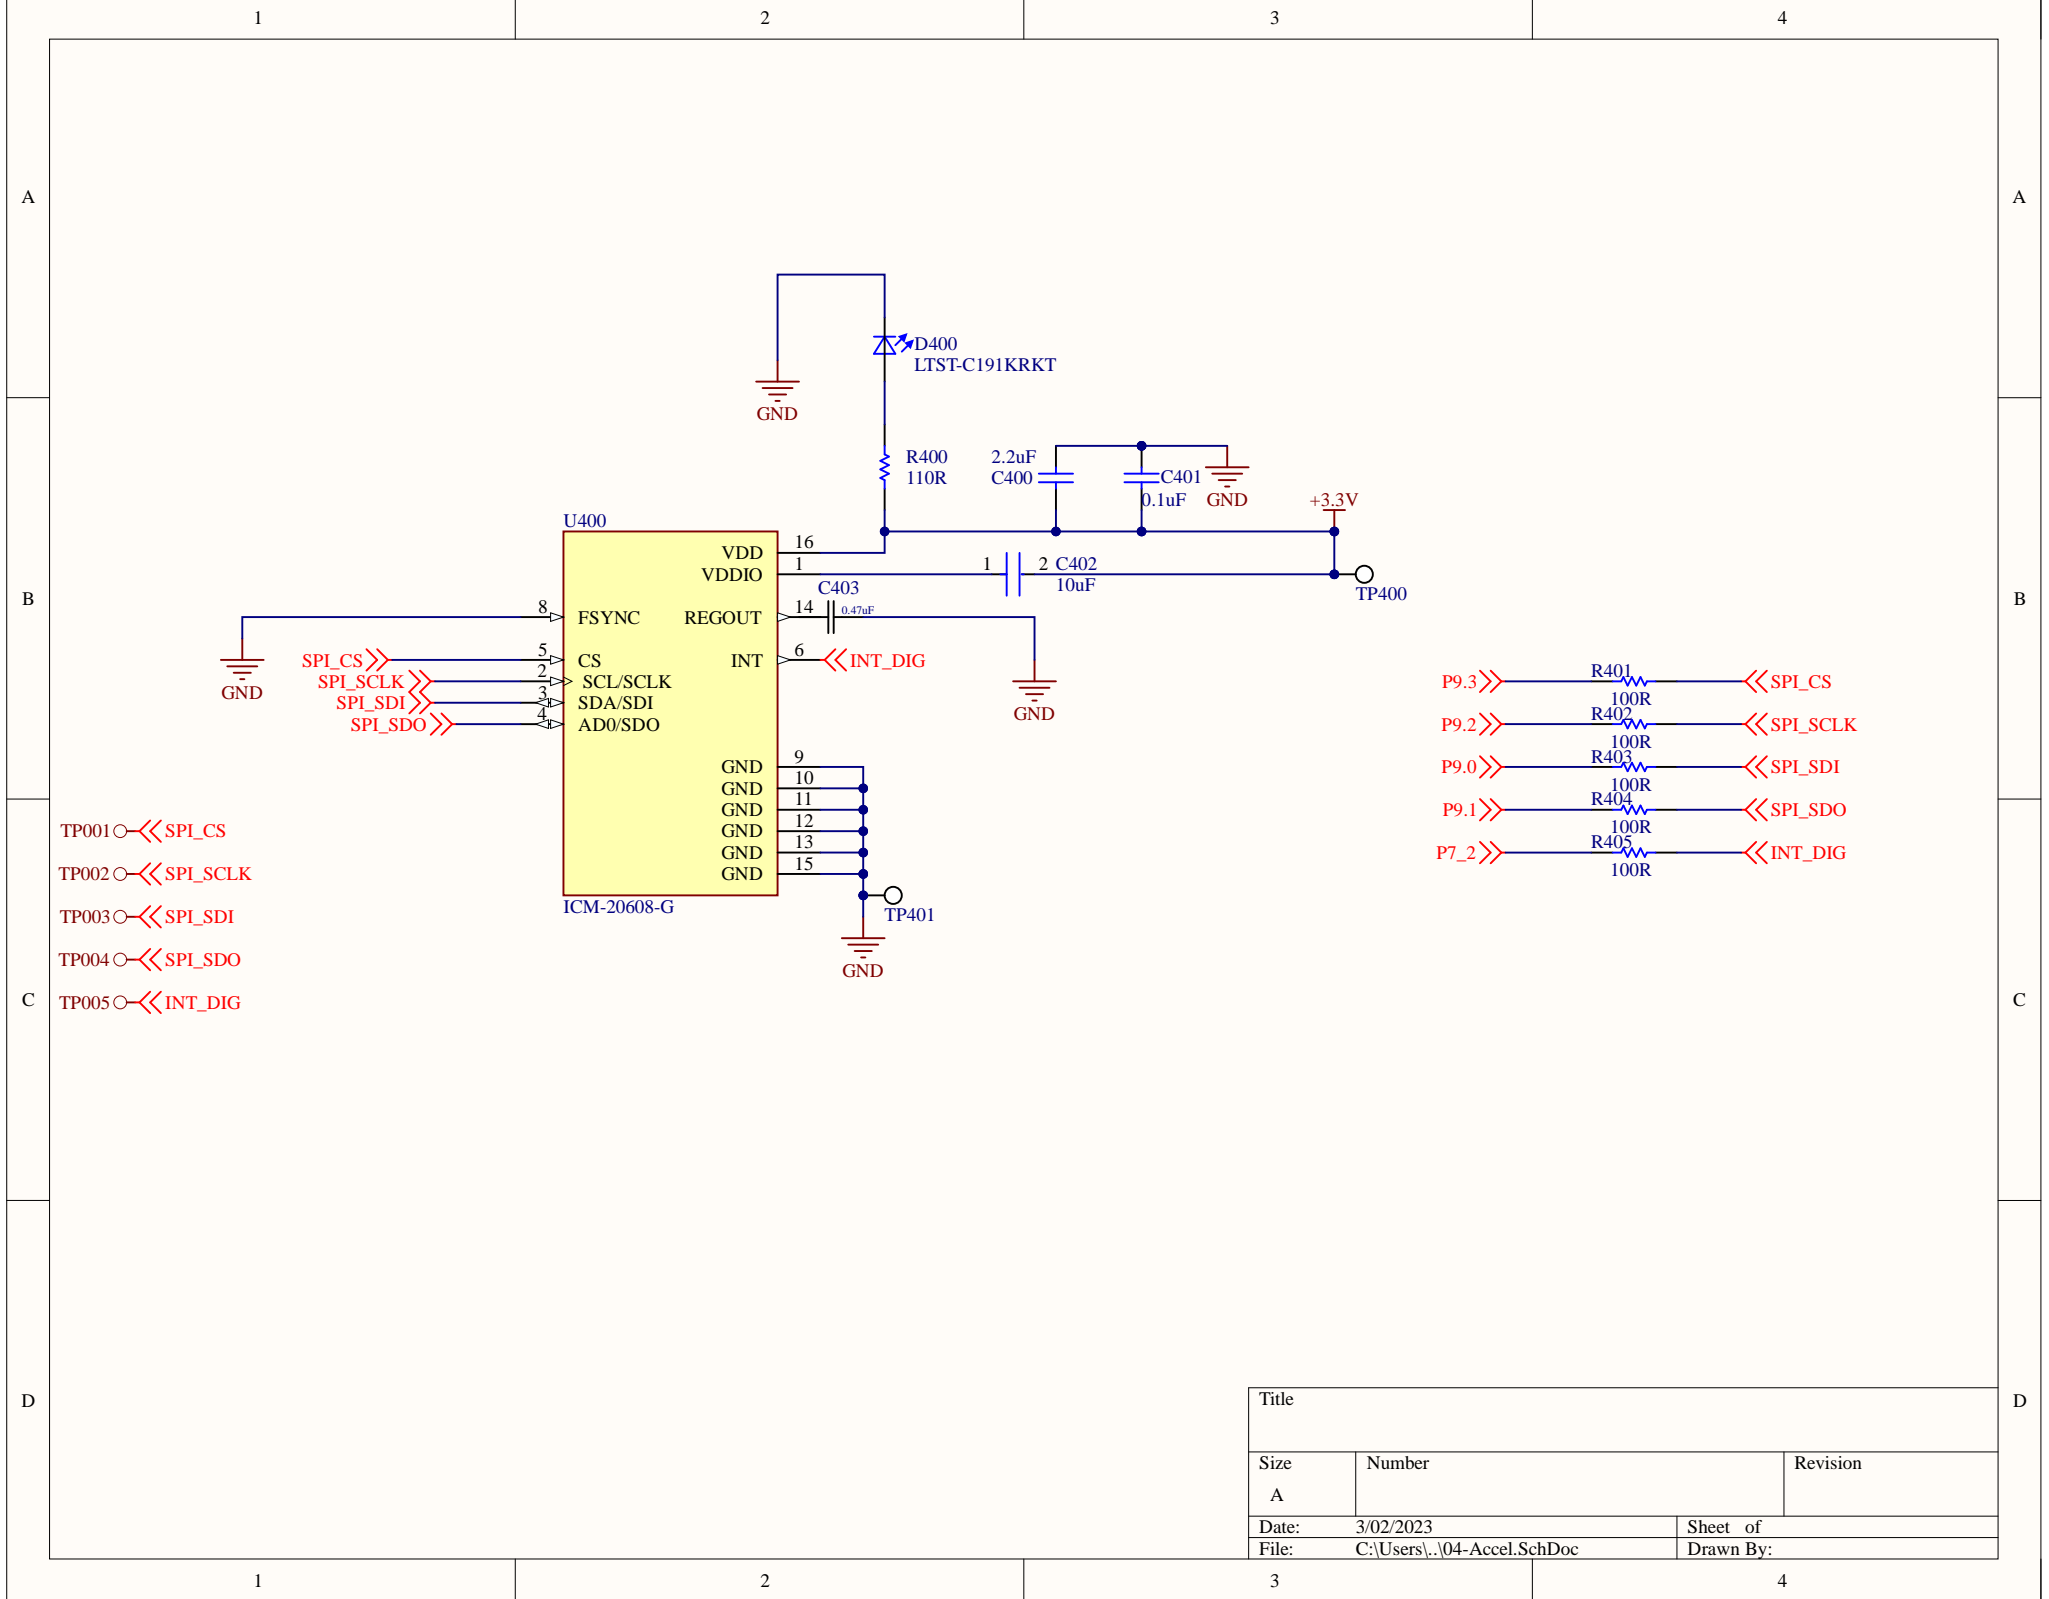 1 2 3 4
A A
D400
LTST-C191KRKT
GND
B B
R400
110R
2.2uF
C400
C401
0.1uF
GND
+3.3V
U400
VDD 16
VDDIO 1
1 2 C402
10uF
TP400
C403
0.47uF
8 FSYNC
REGOUT 14
GND
SPI_CS 5 CS
INT 6 INT_DIG
SPI_SCLK 2 SCL/SCLK
SPI_SDI 3 SDA/SDI
SPI_SDO 4 AD0/SDO
GND
P9.3 R401 SPI_CS
100R
P9.2 R402 SPI_SCLK
100R
P9.0 R403 SPI_SDI
100R
P9.1 R404 SPI_SDO
100R
P7_2 R405 INT_DIG
100R
GND 9
GND 10
GND 11
GND 12
GND 13
GND 15
ICM-20608-G
TP401
GND
TP001 SPI_CS
TP002 SPI_SCLK
TP003 SPI_SDI
TP004 SPI_SDO
TP005 INT_DIG
C C
D D
Title
Size Number Revision
A
Date: 3/02/2023 Sheet of
File: C:\Users\..\04-Accel.SchDoc Drawn By:
1 2 3 4